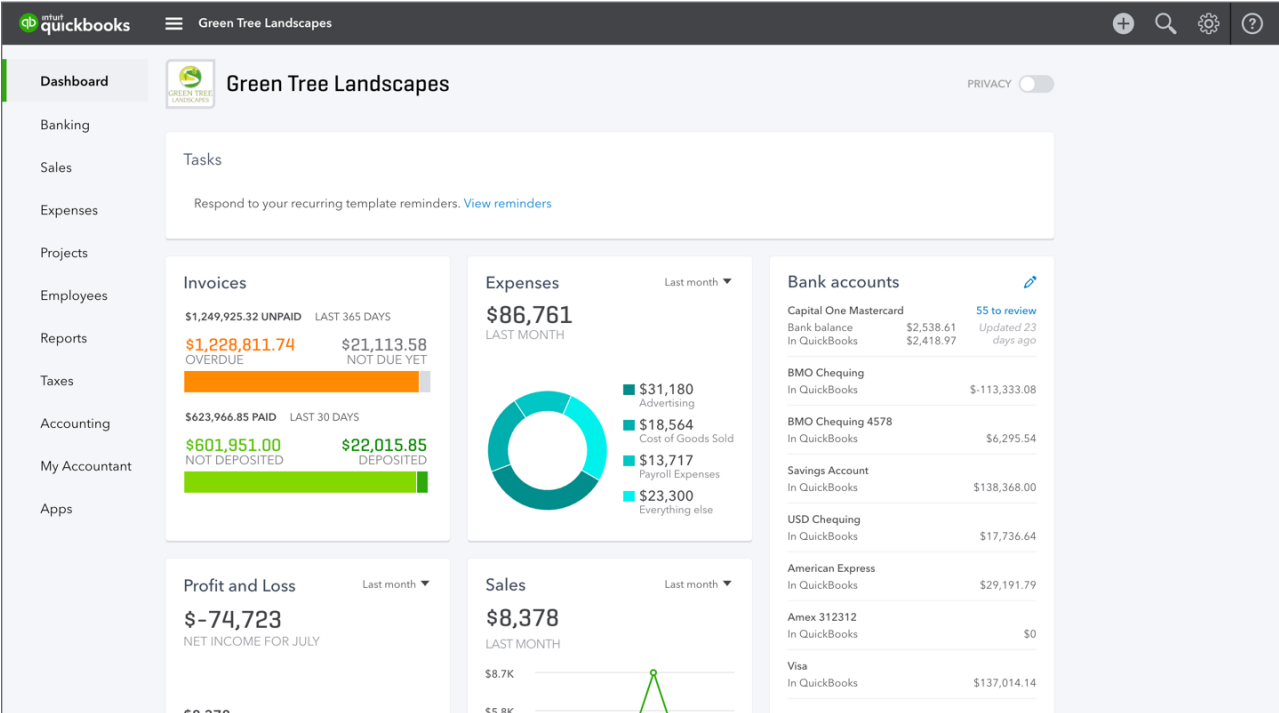 intuit
qb quickbooks
Green Tree Landscapes
?
Dashboard
Banking
Sales
Expenses
Projects
Employees
Reports
Taxes
Accounting
My Accountant
Apps
GREEN TREE
LANDSCAPES
Green Tree Landscapes
PRIVACY
Tasks
Respond to your recurring template reminders. View reminders
Invoices
$1,249,925.32 UNPAID LAST 365 DAYS
$1,228,811.74 $21,113.58
OVERDUE NOT DUE YET
$623,966.85 PAID LAST 30 DAYS
$601,951.00 $22,015.85
NOT DEPOSITED DEPOSITED
Expenses Last month
$86,761
LAST MONTH
$31,180
Advertising
$18,564
Cost of Goods Sold
$13,717
Payroll Expenses
$23,300
Everything else
Bank accounts
Capital One Mastercard 55 to review
Bank balance $2,538.61 Updated 23
In QuickBooks $2,418.97 days ago
BMO Chequing
In QuickBooks $-113,333.08
BMO Chequing 4578
In QuickBooks $6,295.54
Savings Account
In QuickBooks $138,368.00
USD Chequing
In QuickBooks $17,736.64
American Express
In QuickBooks $29,191.79
Amex 312312
In QuickBooks $0
Visa
In QuickBooks $137,014.14
Profit and Loss Last month
$-74,723
NET INCOME FOR JULY
Sales Last month
$8,378
LAST MONTH
$8.7K
$5.8K